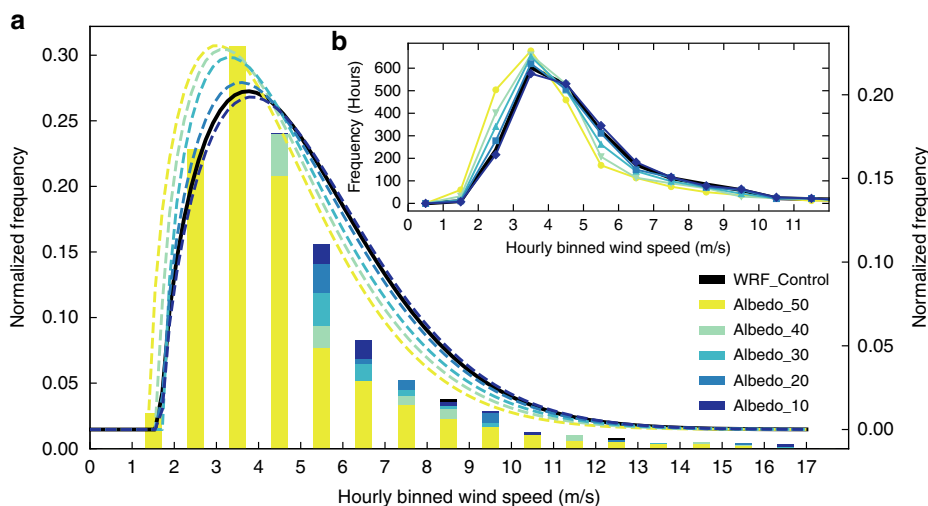 a
b
0.30
0.25
0.20
0.15
0.10
0.05
0.00
Normalized frequency
0 1 2 3 4 5 6 7 8 9 10 11 12 13 14 15 16 17
Hourly binned wind speed (m/s)
600
500
400
300
200
100
0
Frequency (Hours)
0 1 2 3 4 5 6 7 8 9 10 11
Hourly binned wind speed (m/s)
WRF_Control
Albedo_50
Albedo_40
Albedo_30
Albedo_20
Albedo_10
0.20
0.15
0.10
0.05
0.00
Normalized frequency